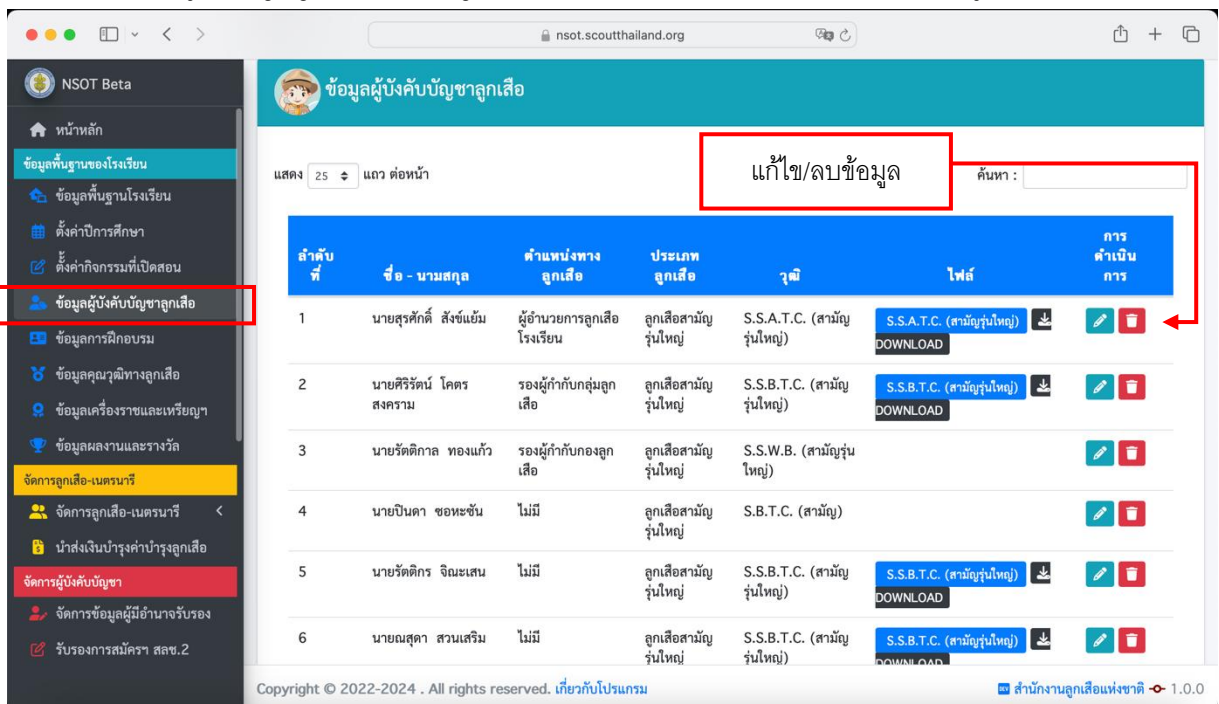 nsot.scoutthailand.org
NSOT Beta
หน้าหลัก
ข้อมูลพื้นฐานของโรงเรียน
ข้อมูลพื้นฐานโรงเรียน
ตั้งค่าปีการศึกษา
ตั้งค่ากิจกรรมที่เปิดสอน
ข้อมูลผู้บังคับบัญชาลูกเสือ
ข้อมูลการฝึกอบรม
ข้อมูลคุณวุฒิทางลูกเสือ
ข้อมูลเครื่องราชและเหรียญฯ
ข้อมูลผลงานและรางวัล
จัดการลูกเสือ-เนตรนารี
จัดการลูกเสือ-เนตรนารี
นำส่งเงินบำรุงค่าบำรุงลูกเสือ
จัดการผู้บังคับบัญชา
จัดการข้อมูลผู้มีอำนาจรับรอง
รับรองการสมัครฯ สลช.2
ข้อมูลผู้บังคับบัญชาลูกเสือ
แสดง 25 แถว ต่อหน้า
แก้ไข/ลบข้อมูล
ค้นหา :
ลำดับ
ที่
ชื่อ - นามสกุล
ตำแหน่งทาง
ลูกเสือ
ประเภท
ลูกเสือ
วุฒิ
ไฟล์
การ
ดำเนิน
การ
1 นายสุรศักดิ์ สังข์แย้ม ผู้อำนวยการลูกเสือ ลูกเสือสามัญ S.S.A.T.C. (สามัญ S.S.A.T.C. (สามัญรุ่นใหญ่)
โรงเรียน รุ่นใหญ่ รุ่นใหญ่) DOWNLOAD
2 นายศิริรัตน์ โคตร รองผู้กำกับกลุ่มลูก ลูกเสือสามัญ S.S.B.T.C. (สามัญ S.S.B.T.C. (สามัญรุ่นใหญ่)
สงคราม เสือ รุ่นใหญ่ รุ่นใหญ่) DOWNLOAD
3 นายรัตติกาล ทองแก้ว รองผู้กำกับกองลูก ลูกเสือสามัญ S.S.W.B. (สามัญรุ่น
เสือ รุ่นใหญ่ ใหญ่)
4 นายปินดา ซอหะซัน ไม่มี ลูกเสือสามัญ S.B.T.C. (สามัญ)
รุ่นใหญ่
5 นายรัตติกร จิณะเสน ไม่มี ลูกเสือสามัญ S.S.B.T.C. (สามัญ S.S.B.T.C. (สามัญรุ่นใหญ่)
รุ่นใหญ่ รุ่นใหญ่) DOWNLOAD
6 นายณสุดา สวนเสริม ไม่มี ลูกเสือสามัญ S.S.B.T.C. (สามัญ S.S.B.T.C. (สามัญรุ่นใหญ่)
รุ่นใหญ่ รุ่นใหญ่) DOWNLOAD
Copyright © 2022-2024 . All rights reserved. เกี่ยวกับโปรแกรม
สำนักงานลูกเสือแห่งชาติ 1.0.0